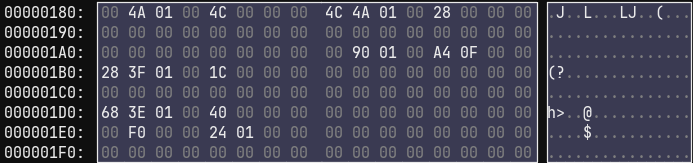 00000180: 00 4A 01 00 4C 00 00 00 4C 4A 01 00 28 00 00 00 .J..L...LJ..(...
00000190: 00 00 00 00 00 00 00 00 00 00 00 00 00 00 00 00 ................
000001A0: 00 00 00 00 00 00 00 00 00 90 01 00 A4 0F 00 00 ................
000001B0: 28 3F 01 00 1C 00 00 00 00 00 00 00 00 00 00 00 (?..............
000001C0: 00 00 00 00 00 00 00 00 00 00 00 00 00 00 00 00 ................
000001D0: 68 3E 01 00 40 00 00 00 00 00 00 00 00 00 00 00 h>..@...........
000001E0: 00 F0 00 00 24 01 00 00 00 00 00 00 00 00 00 00 ....$...........
000001F0: 00 00 00 00 00 00 00 00 00 00 00 00 00 00 00 00 ................